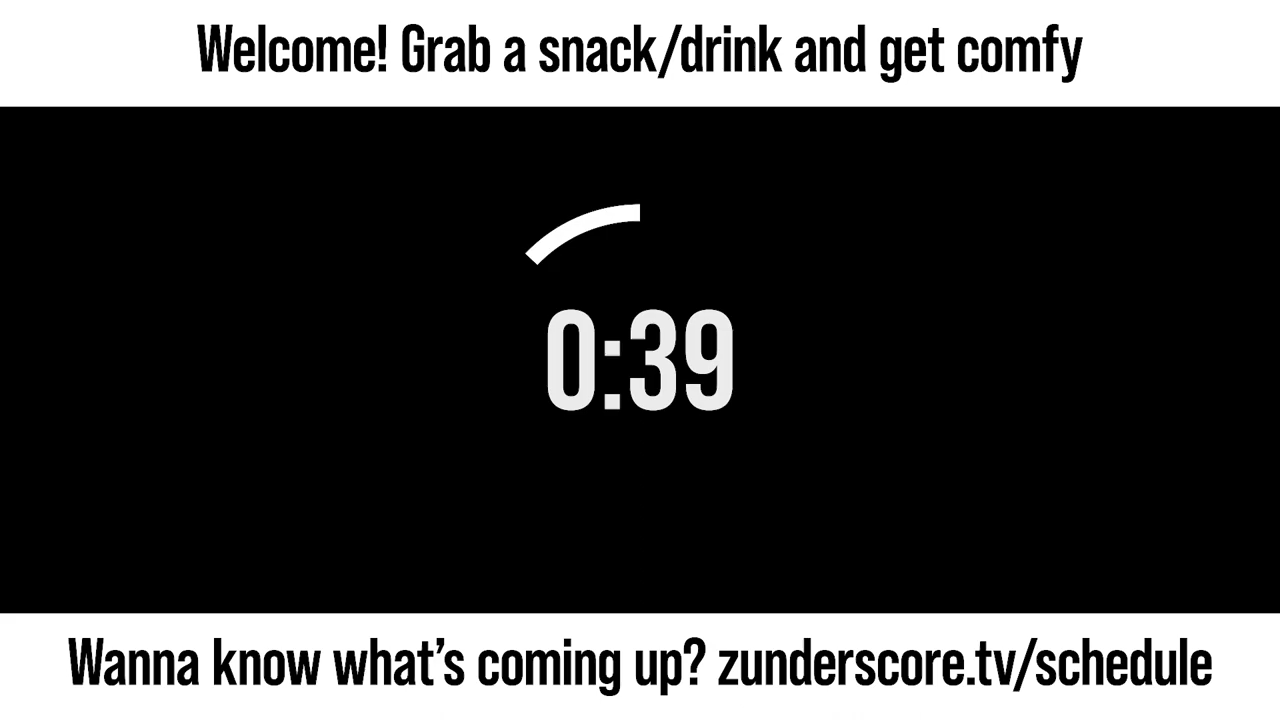 Welcome! Grab a snack/drink and get comfy
0:39
Wanna know what's coming up? zunderscore.tv/schedule